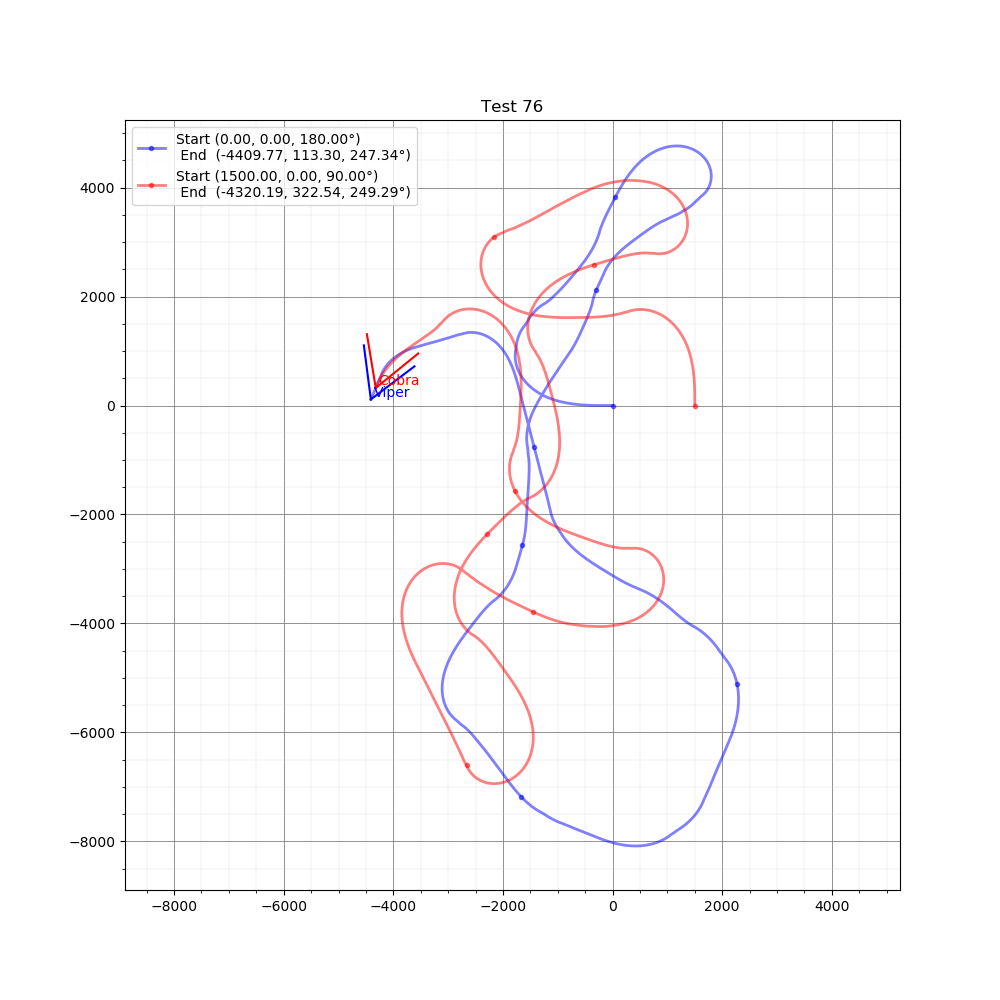 Test 76
Start (0.00, 0.00, 180.00°)
End (-4409.77, 113.30, 247.34°)
Start (1500.00, 0.00, 90.00°)
End (-4320.19, 322.54, 249.29°)
4000
2000
0
−2000
−4000
−6000
−8000
Cobra
Viper
−8000 −6000 −4000 −2000 0 2000 4000